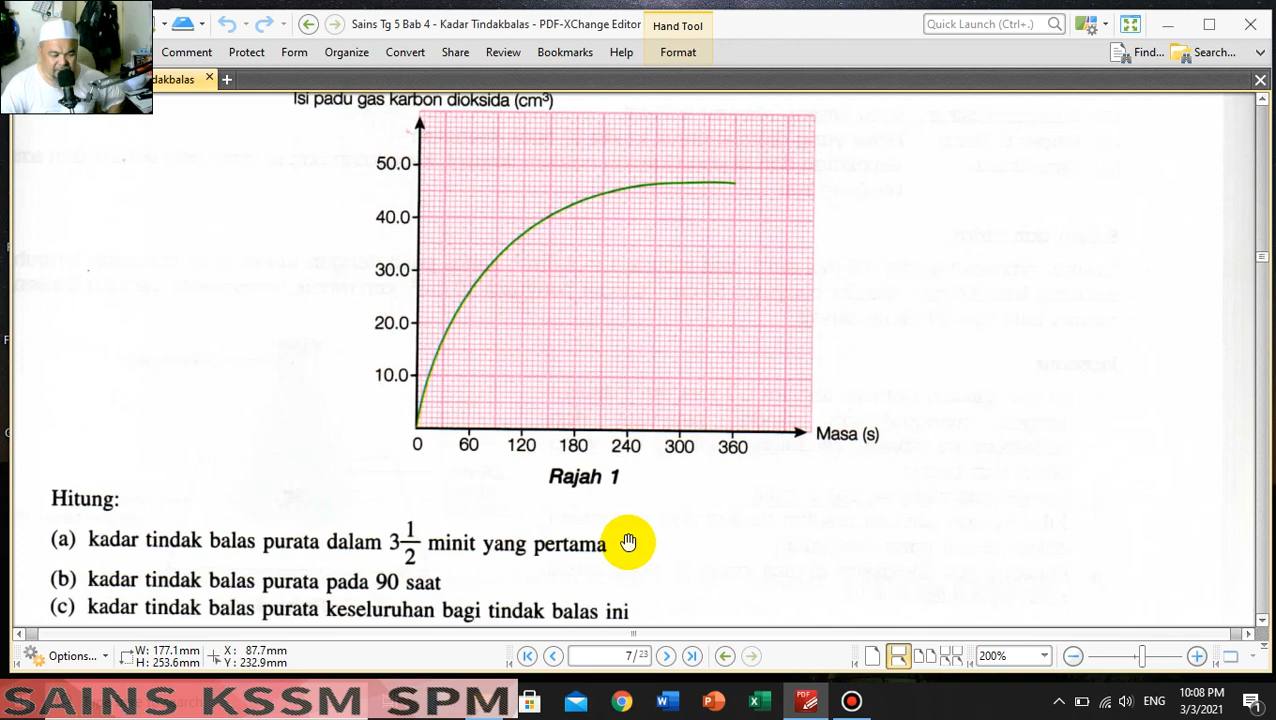 Sains Tg 5 Bab 4 - Kadar Tindakbalas - PDF-XChange Editor
Hand Tool
Quick Launch (Ctrl+.)
Comment Protect Form Organize Convert Share Review Bookmarks Help Format Find... Search...
dakbalas
Isi padu gas karbon dioksida (cm³)
50.0
40.0
30.0
20.0
10.0
0 60 120 180 240 300 360
Masa (s)
Rajah 1
Hitung:
(a) kadar tindak balas purata dalam 3 1/2 minit yang pertama
(b) kadar tindak balas purata pada 90 saat
(c) kadar tindak balas purata keseluruhan bagi tindak balas ini
Options... W: 177.1mm X: 87.7mm 7/23 200%
H: 253.6mm Y: 232.9mm
SAINS KSSM SPM
ENG
10:08 PM
3/3/2021